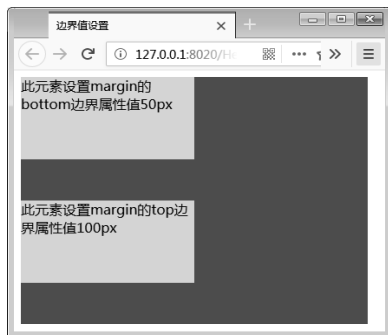 边界值设置
127.0.0.1:8020/H
此元素设置margin的
bottom边界属性值50px
此元素设置margin的top边
界属性值100px